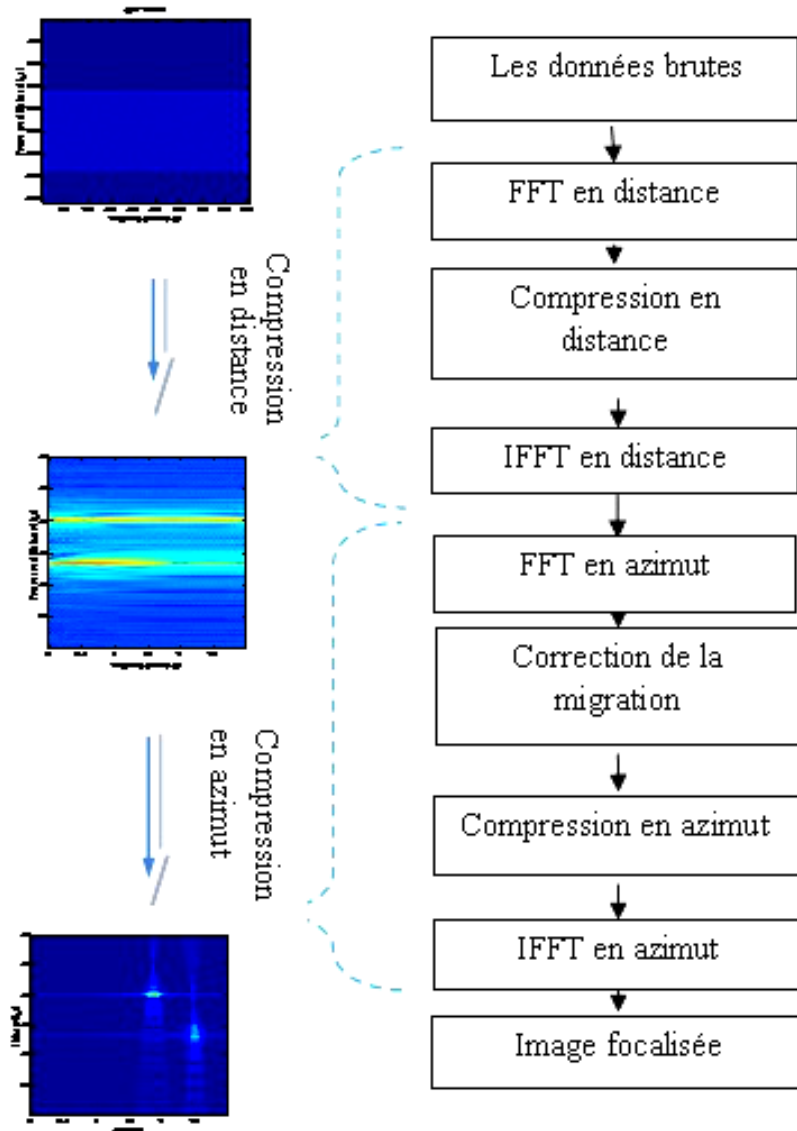 Les données brutes
FFT en distance
Compression en
distance
IFFT en distance
FFT en azimut
Correction de la
migration
Compression en azimut
IFFT en azimut
Image focalisée
Compression
en distance
Compression
en azimut